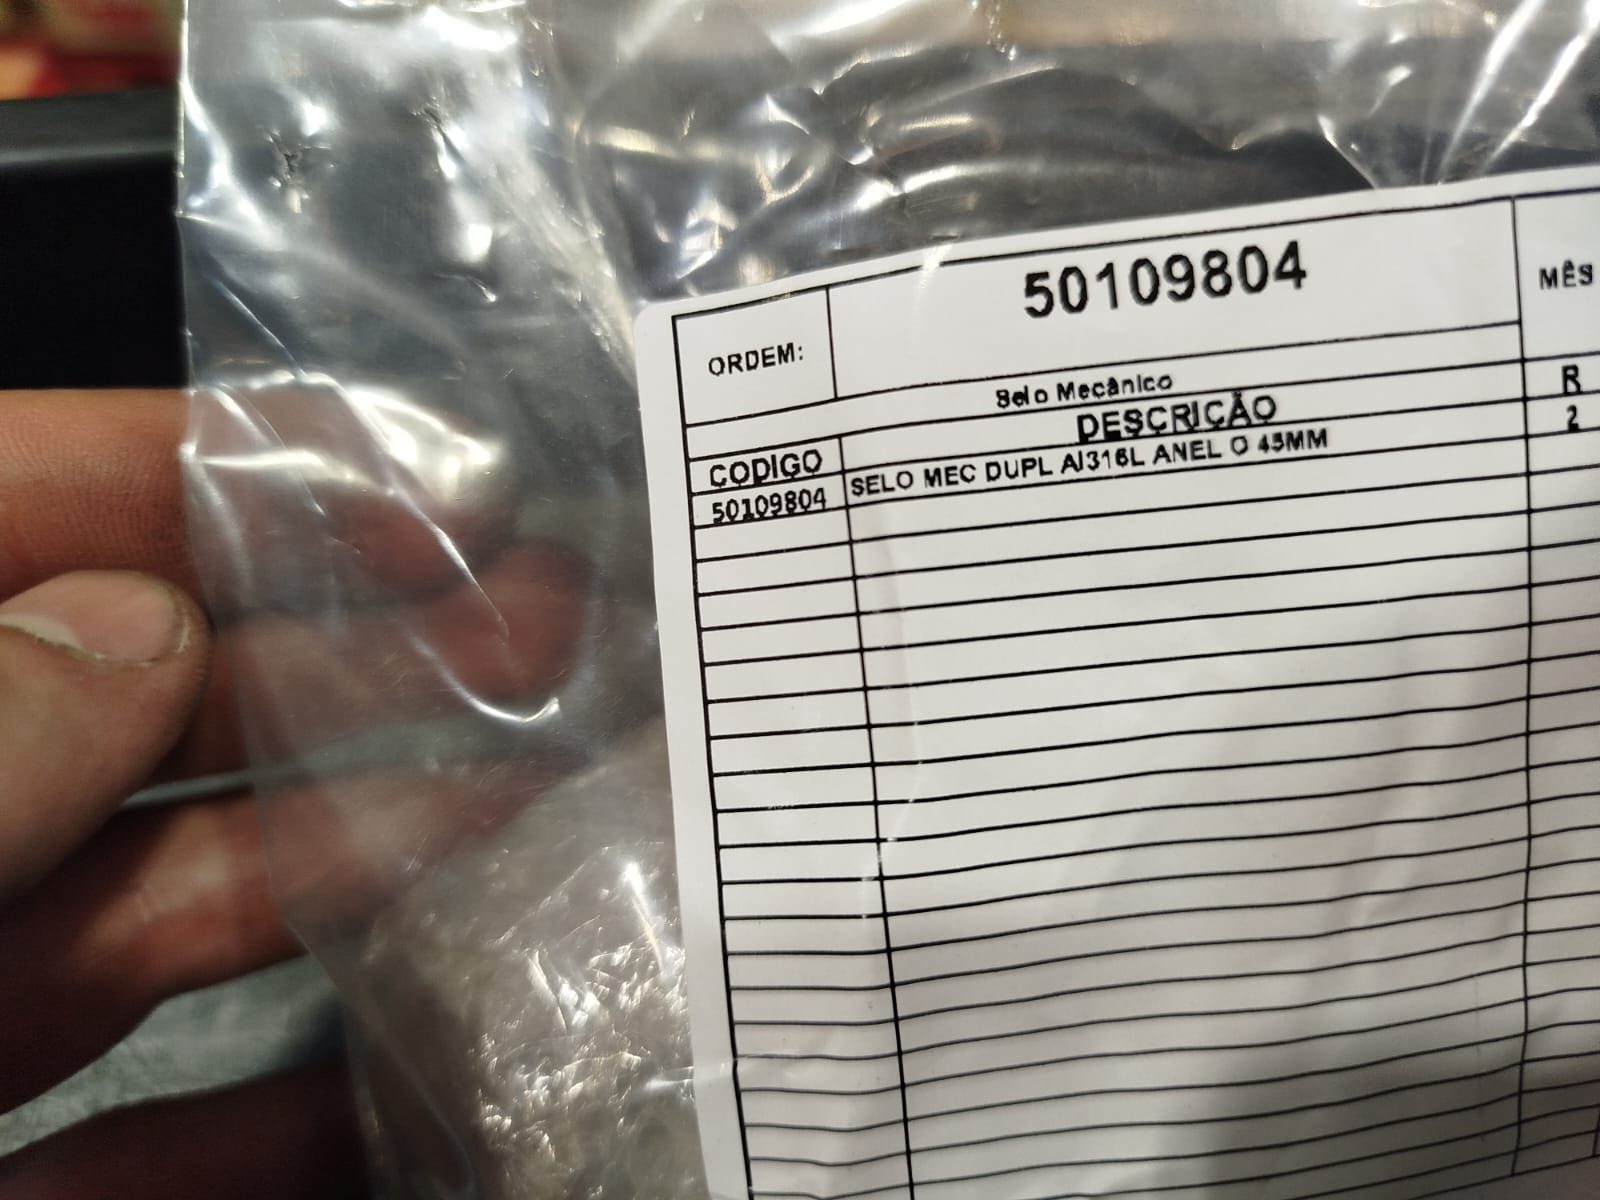 ORDEM: 50109804 MÊS
Selo Mecânico
CODIGO DESCRIÇÃO R
50109804 SELO MEC DUPL AI316L ANEL O 45MM 2